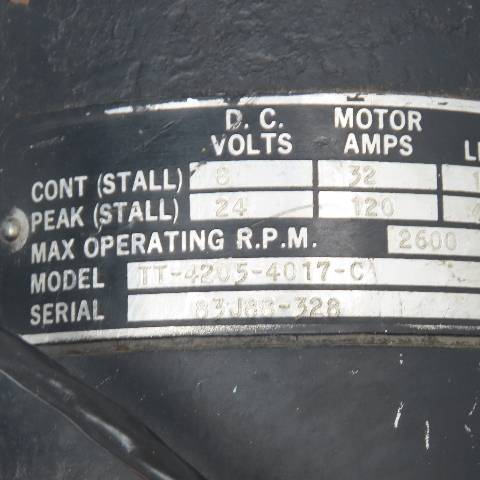 D. C. MOTOR
VOLTS AMPS
CONT (STALL) 8 32
PEAK (STALL) 24 120
MAX OPERATING R.P.M. 2600
MODEL TT-4205-4017-C
SERIAL 83J88-328